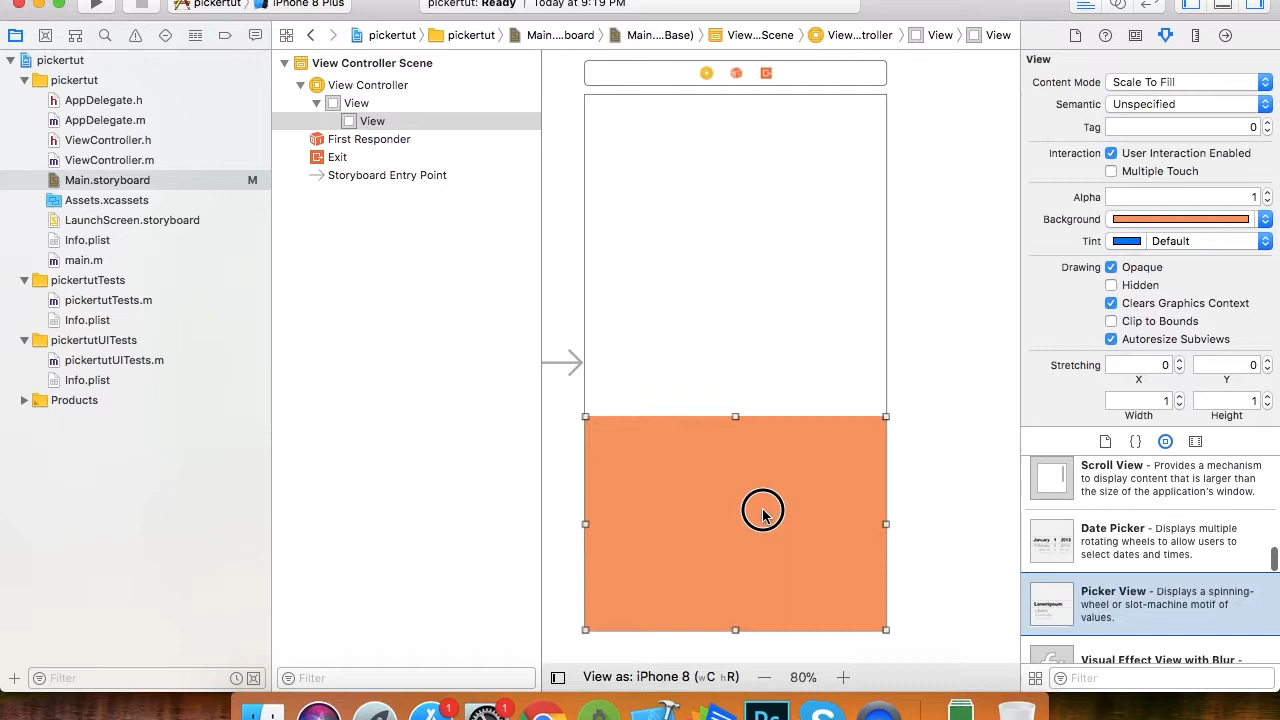 pickertut
iPhone 8 Plus
pickertut: Ready
Today at 9:19 PM
pickertut
pickertut
Main....board
Main....Base)
View...Scene
View...troller
View
View
pickertut
pickertut
AppDelegate.h
AppDelegate.m
ViewController.h
ViewController.m
Main.storyboard
M
Assets.xcassets
LaunchScreen.storyboard
Info.plist
main.m
pickertutTests
pickertutTests.m
Info.plist
pickertutUITests
pickertutUITests.m
Info.plist
Products
Filter
View Controller Scene
View Controller
View
View
First Responder
Exit
Storyboard Entry Point
Filter
View as: iPhone 8 (wC hR)
80%
View
Content Mode
Scale To Fill
Semantic
Unspecified
Tag
0
Interaction
User Interaction Enabled
Multiple Touch
Alpha
1
Background
Tint
Default
Drawing
Opaque
Hidden
Clears Graphics Context
Clip to Bounds
Autoresize Subviews
Stretching
0
0
X
Y
1
1
Width
Height
{}
Scroll View - Provides a mechanism
to display content that is larger than
the size of the application's window.
Date Picker - Displays multiple
rotating wheels to allow users to
select dates and times.
Picker View - Displays a spinning-
wheel or slot-machine motif of
values.
Visual Effect View with Blur -
Filter
1
1